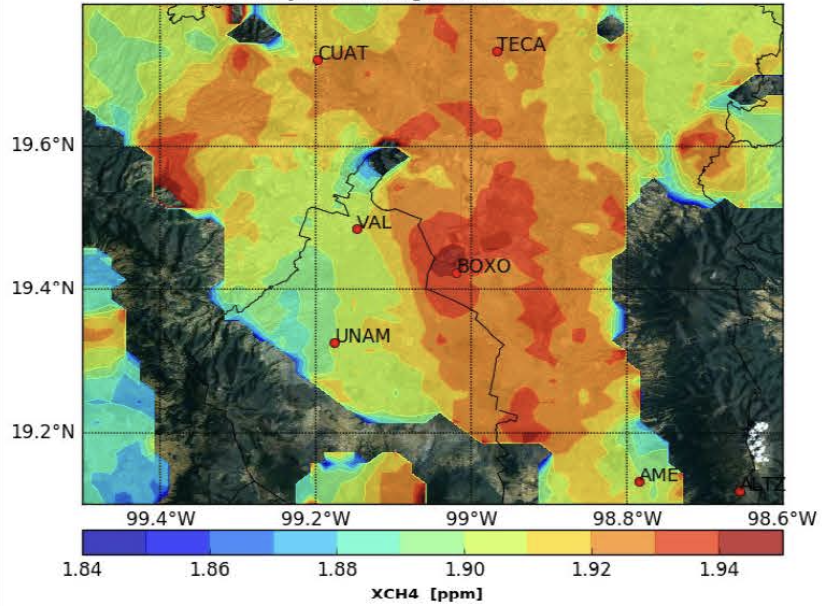 CUAT
TECA
19.6°N
VAL
BOXO
19.4°N
UNAM
19.2°N
AME
ALTZ
99.4°W 99.2°W 99°W 98.8°W 98.6°W
1.84 1.86 1.88 1.90 1.92 1.94
XCH4 [ppm]